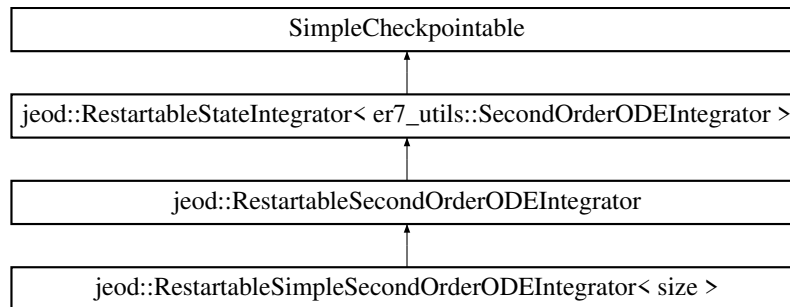 SimpleCheckpointable
jeod::RestartableStateIntegrator< er7_utils::SecondOrderODEIntegrator >
jeod::RestartableSecondOrderODEIntegrator
jeod::RestartableSimpleSecondOrderODEIntegrator< size >